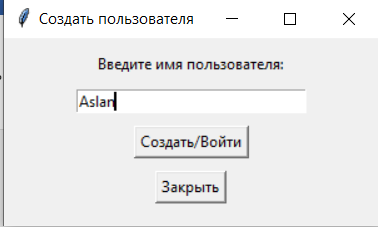 Создать пользователя
Введите имя пользователя:
Aslan
Создать/Войти
Закрыть